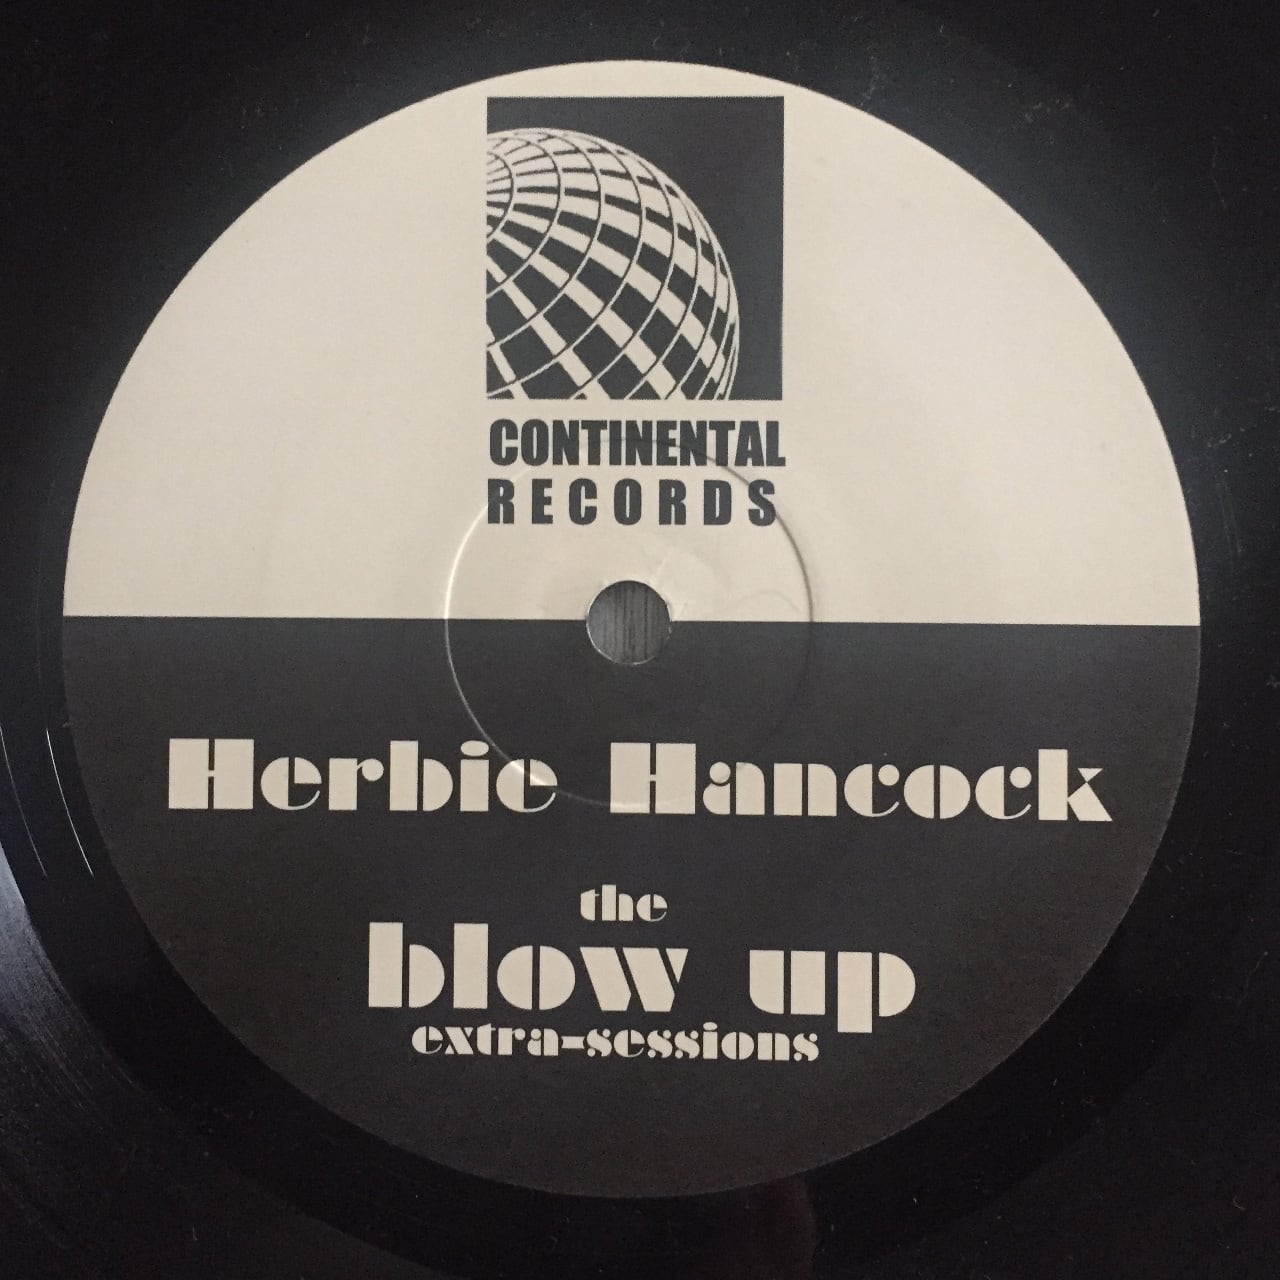 CONTINENTAL
RECORDS
Herbie Hancock
the
blow up
extra-sessions